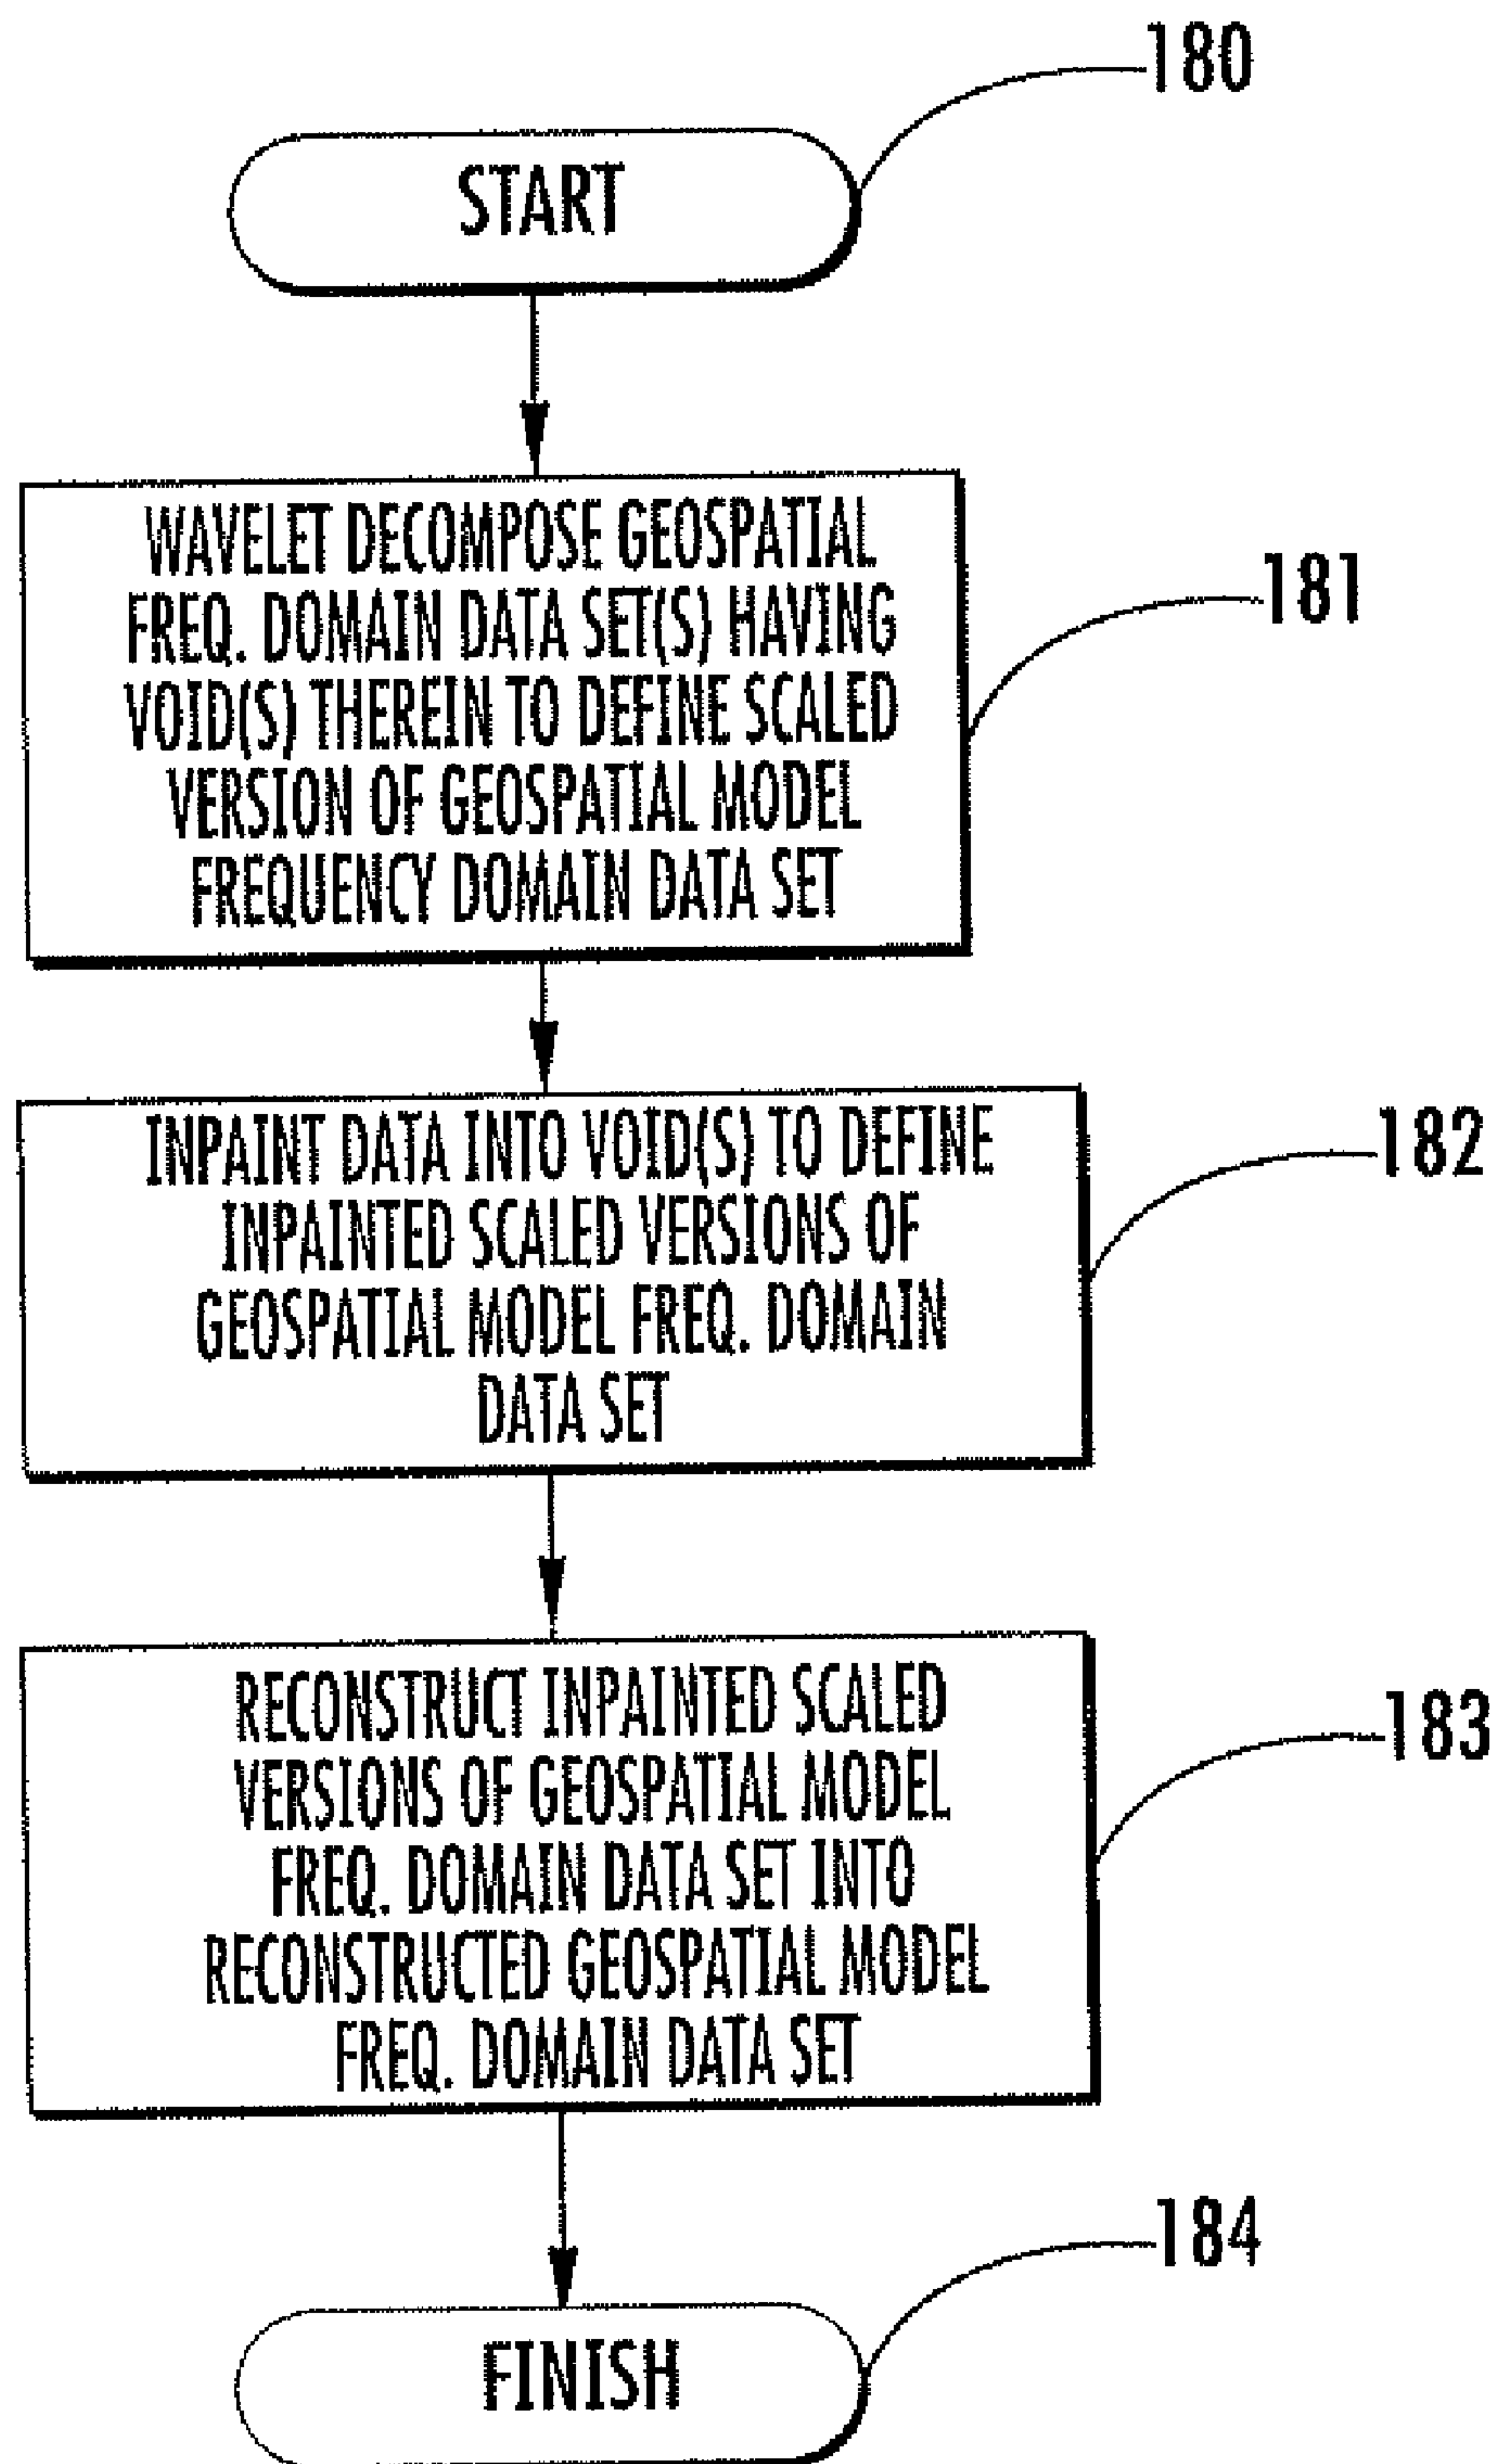 180
START
WAVELET DECOMPOSE GEOSPATIAL
FREQ. DOMAIN DATA SET(S) HAVING
VOID(S) THEREIN TO DEFINE SCALED
VERSION OF GEOSPATIAL MODEL
FREQUENCY DOMAIN DATA SET
181
INPAINT DATA INTO VOID(S) TO DEFINE
INPAINTED SCALED VERSIONS OF
GEOSPATIAL MODEL FREQ. DOMAIN
DATA SET
182
RECONSTRUCT INPAINTED SCALED
VERSIONS OF GEOSPATIAL MODEL
FREQ. DOMAIN DATA SET INTO
RECONSTRUCTED GEOSPATIAL MODEL
FREQ. DOMAIN DATA SET
183
184
FINISH